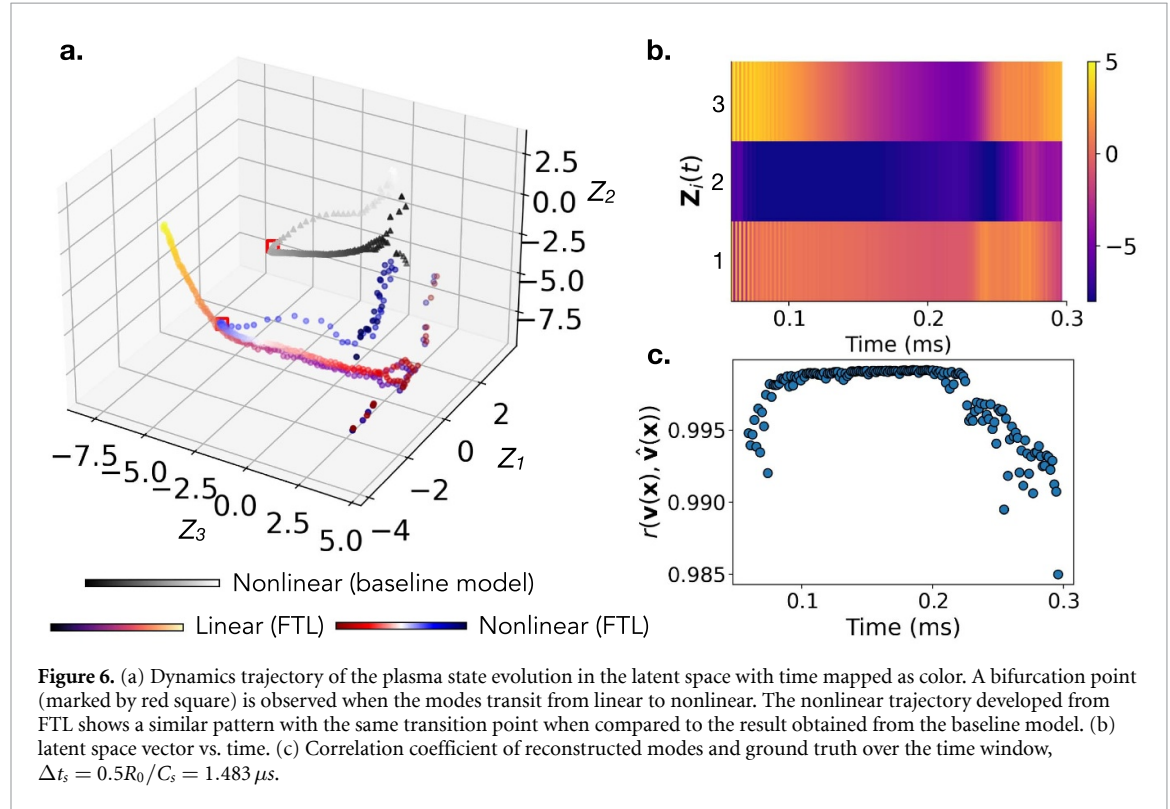 a.
2.5
0.0
Z2
−2.5
−5.0
−7.5
2
0
Z1
−2
−4
−7.5
−5.0
−2.5
0.0
2.5
5.0
Z3
Nonlinear (baseline model)
Linear (FTL)
Nonlinear (FTL)
b.
3
2
1
Zi(t)
0.1
0.2
0.3
Time (ms)
5
0
−5
c.
0.995
0.990
0.985
r(v(x), v̂(x))
0.1
0.2
0.3
Time (ms)
Figure 6. (a) Dynamics trajectory of the plasma state evolution in the latent space with time mapped as color. A bifurcation point
(marked by red square) is observed when the modes transit from linear to nonlinear. The nonlinear trajectory developed from
FTL shows a similar pattern with the same transition point when compared to the result obtained from the baseline model. (b)
latent space vector vs. time. (c) Correlation coefficient of reconstructed modes and ground truth over the time window,
Δts = 0.5R0/Cs = 1.483 μs.